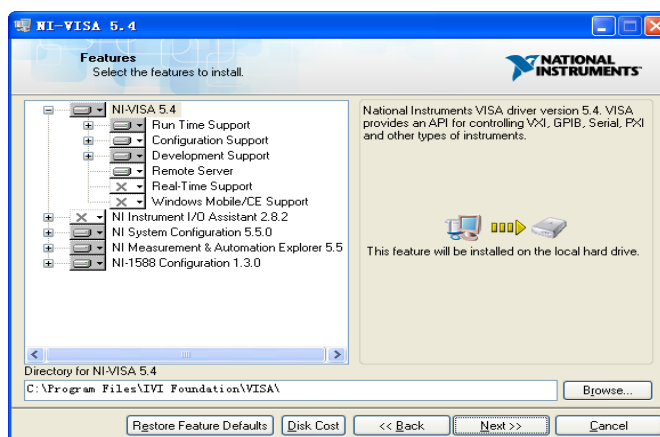 NI-VISA 5.4
Features
Select the features to install.
NATIONAL
INSTRUMENTS
NI-VISA 5.4
Run Time Support
Configuration Support
Development Support
Remote Server
Real-Time Support
Windows Mobile/CE Support
NI Instrument I/O Assistant 2.8.2
NI System Configuration 5.5.0
NI Measurement & Automation Explorer 5.5
NI-1588 Configuration 1.3.0
National Instruments VISA driver version 5.4. VISA
provides an API for controlling VXI, GPIB, Serial, PXI
and other types of instruments.
This feature will be installed on the local hard drive.
Directory for NI-VISA 5.4
C:\Program Files\IVI Foundation\VISA\
Browse...
Restore Feature Defaults
Disk Cost
<< Back
Next >>
Cancel